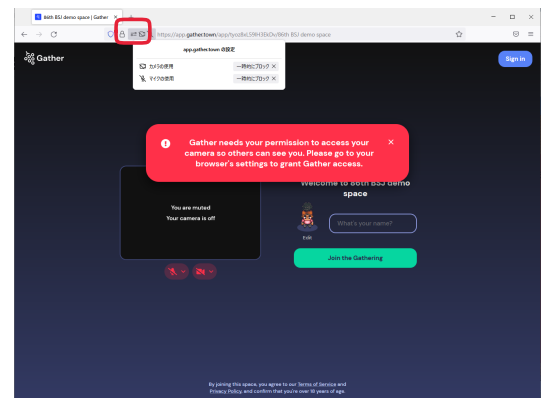 86th BSJ demo space | Gather
https://app.gather.town/app/
/86th BSJ demo space
app.gather.town の設定
カメラの使用 一時的にブロック ×
マイクの使用 一時的にブロック ×
Gather
Sign in
Gather needs your permission to access your
camera so others can see you. Please go to your
browser's settings to grant Gather access.
Welcome to 86th BSJ demo
space
You are muted
Your camera is off
What's your name?
Edit
Join the Gathering
By joining this space, you agree to our Terms of Service and
Privacy Policy, and confirm that you're over 18 years of age.